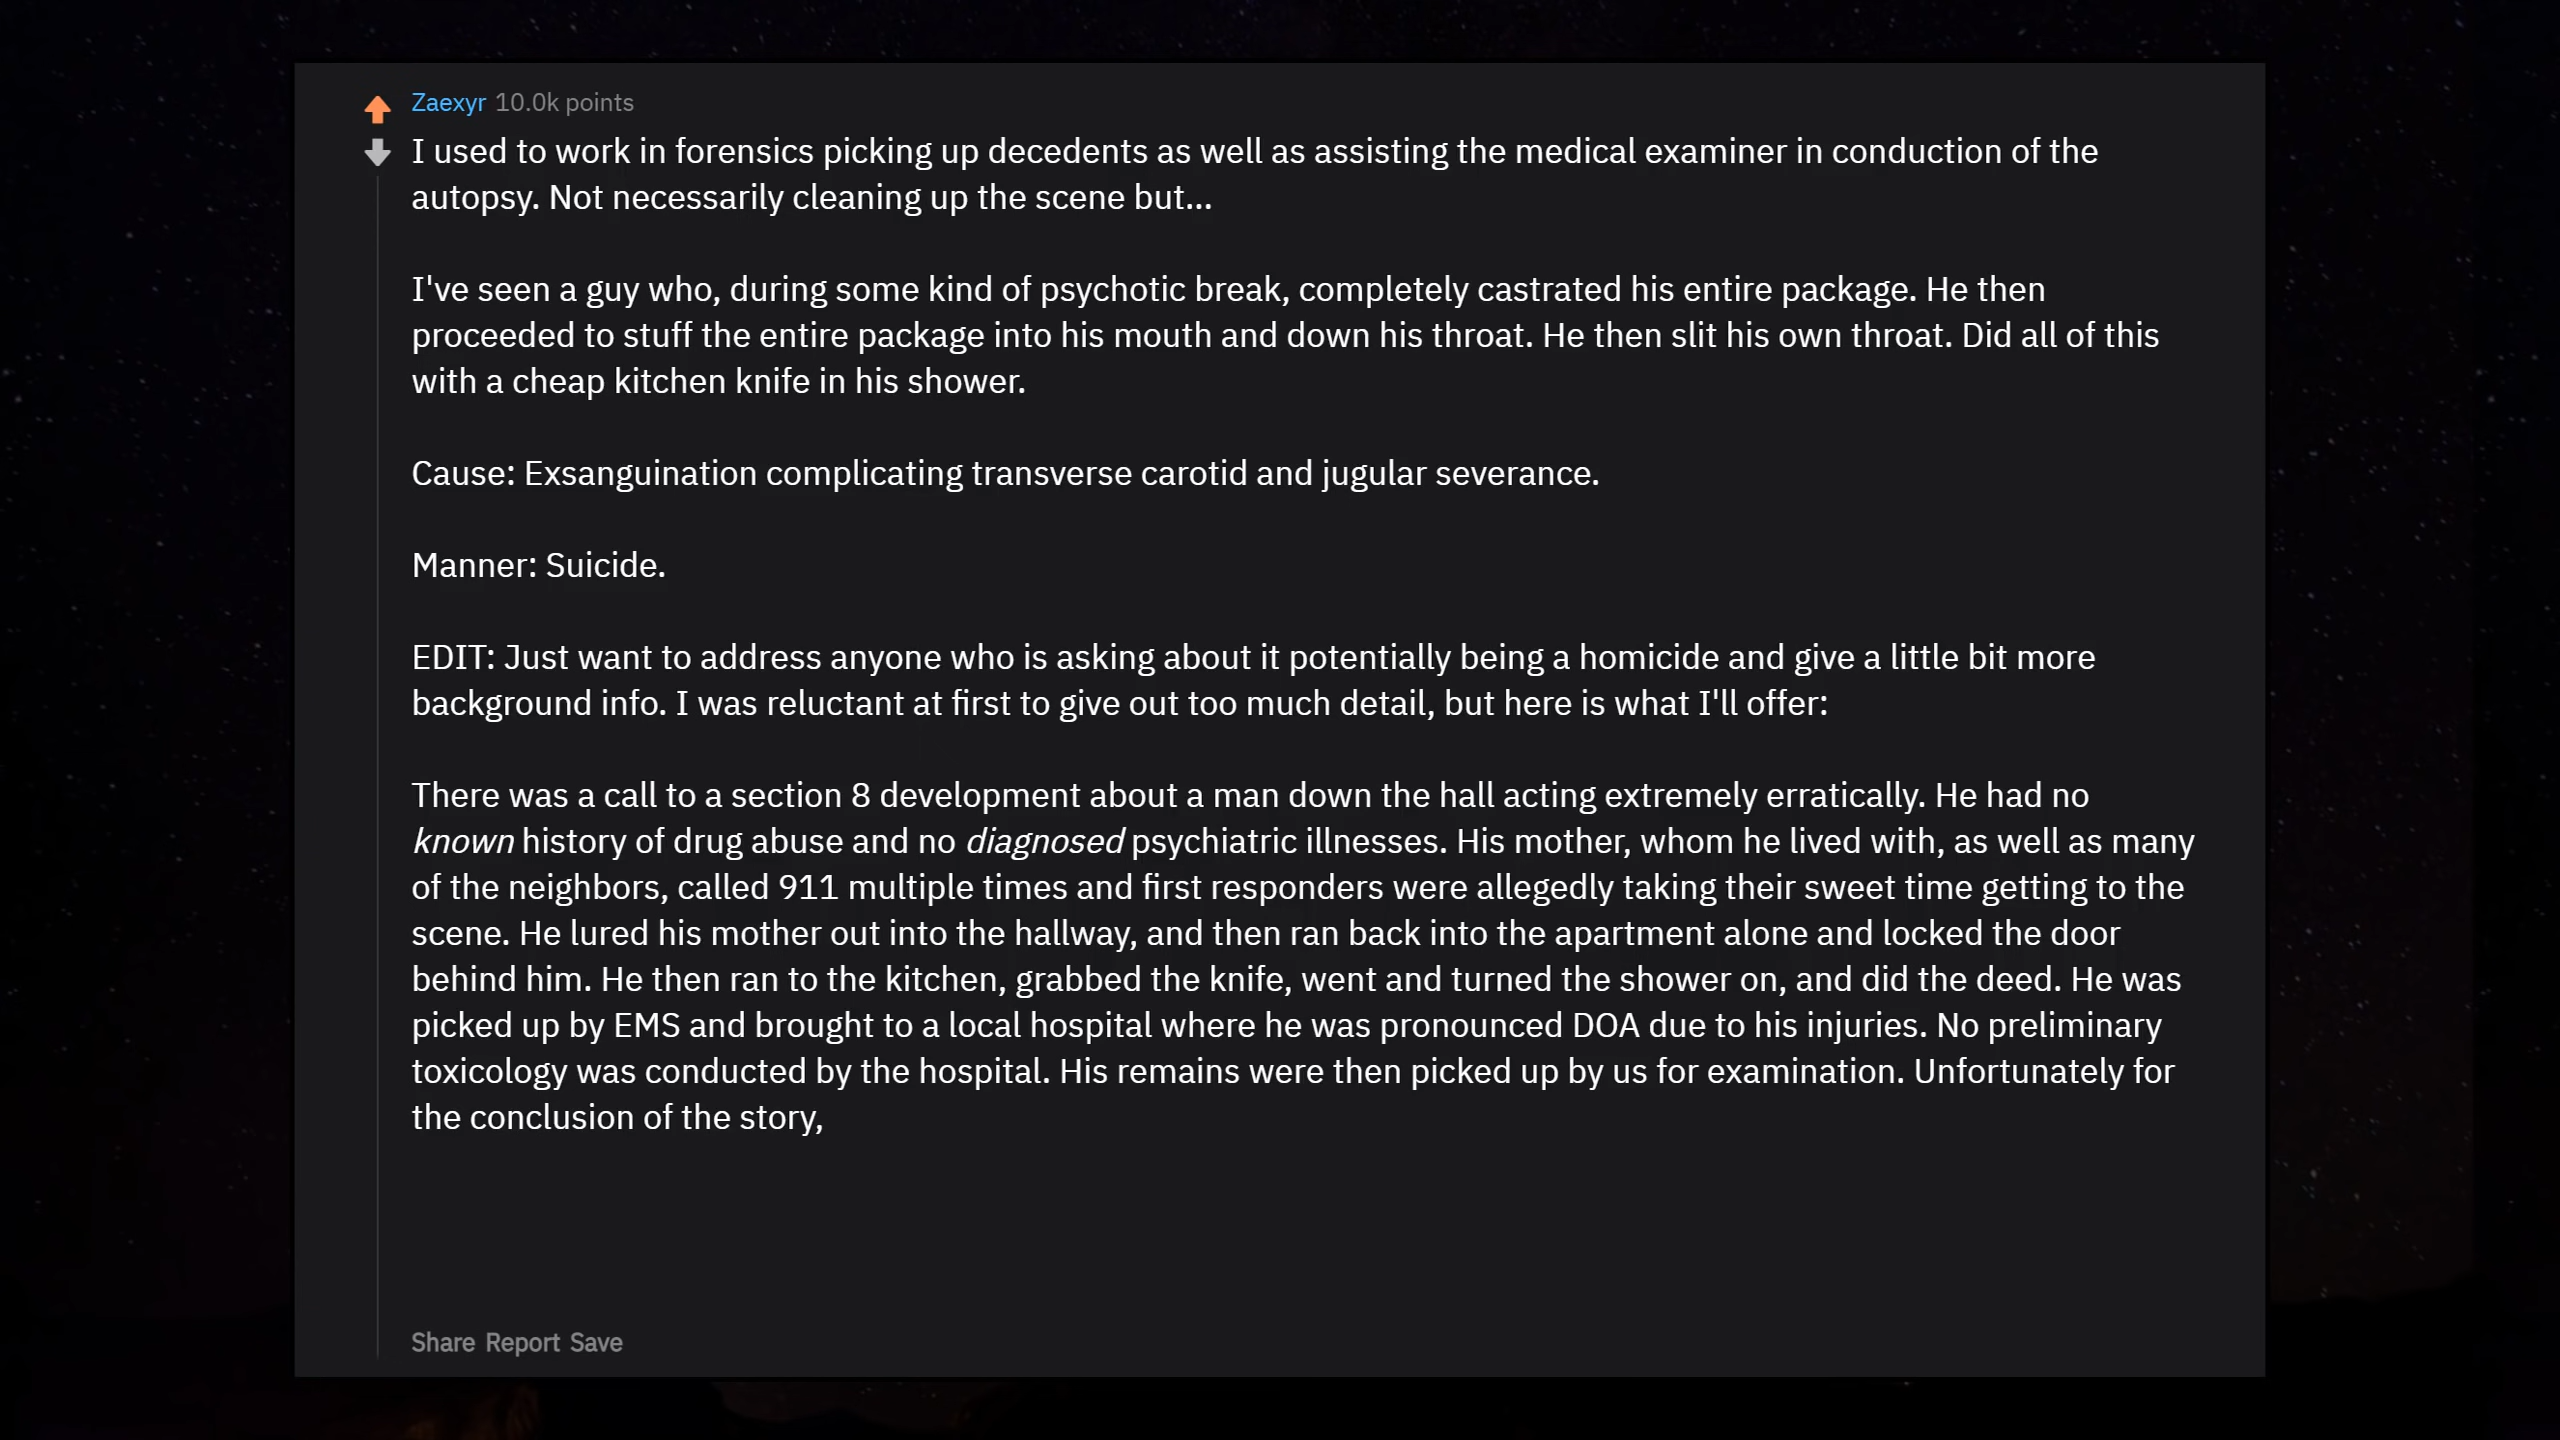 Zaexyr 10.0k points
I used to work in forensics picking up decedents as well as assisting the medical examiner in conduction of the
autopsy. Not necessarily cleaning up the scene but...
I've seen a guy who, during some kind of psychotic break, completely castrated his entire package. He then
proceeded to stuff the entire package into his mouth and down his throat. He then slit his own throat. Did all of this
with a cheap kitchen knife in his shower.
Cause: Exsanguination complicating transverse carotid and jugular severance.
Manner: Suicide.
EDIT: Just want to address anyone who is asking about it potentially being a homicide and give a little bit more
background info. I was reluctant at first to give out too much detail, but here is what I'll offer:
There was a call to a section 8 development about a man down the hall acting extremely erratically. He had no
known history of drug abuse and no diagnosed psychiatric illnesses. His mother, whom he lived with, as well as many
of the neighbors, called 911 multiple times and first responders were allegedly taking their sweet time getting to the
scene. He lured his mother out into the hallway, and then ran back into the apartment alone and locked the door
behind him. He then ran to the kitchen, grabbed the knife, went and turned the shower on, and did the deed. He was
picked up by EMS and brought to a local hospital where he was pronounced DOA due to his injuries. No preliminary
toxicology was conducted by the hospital. His remains were then picked up by us for examination. Unfortunately for
the conclusion of the story,
Share Report Save